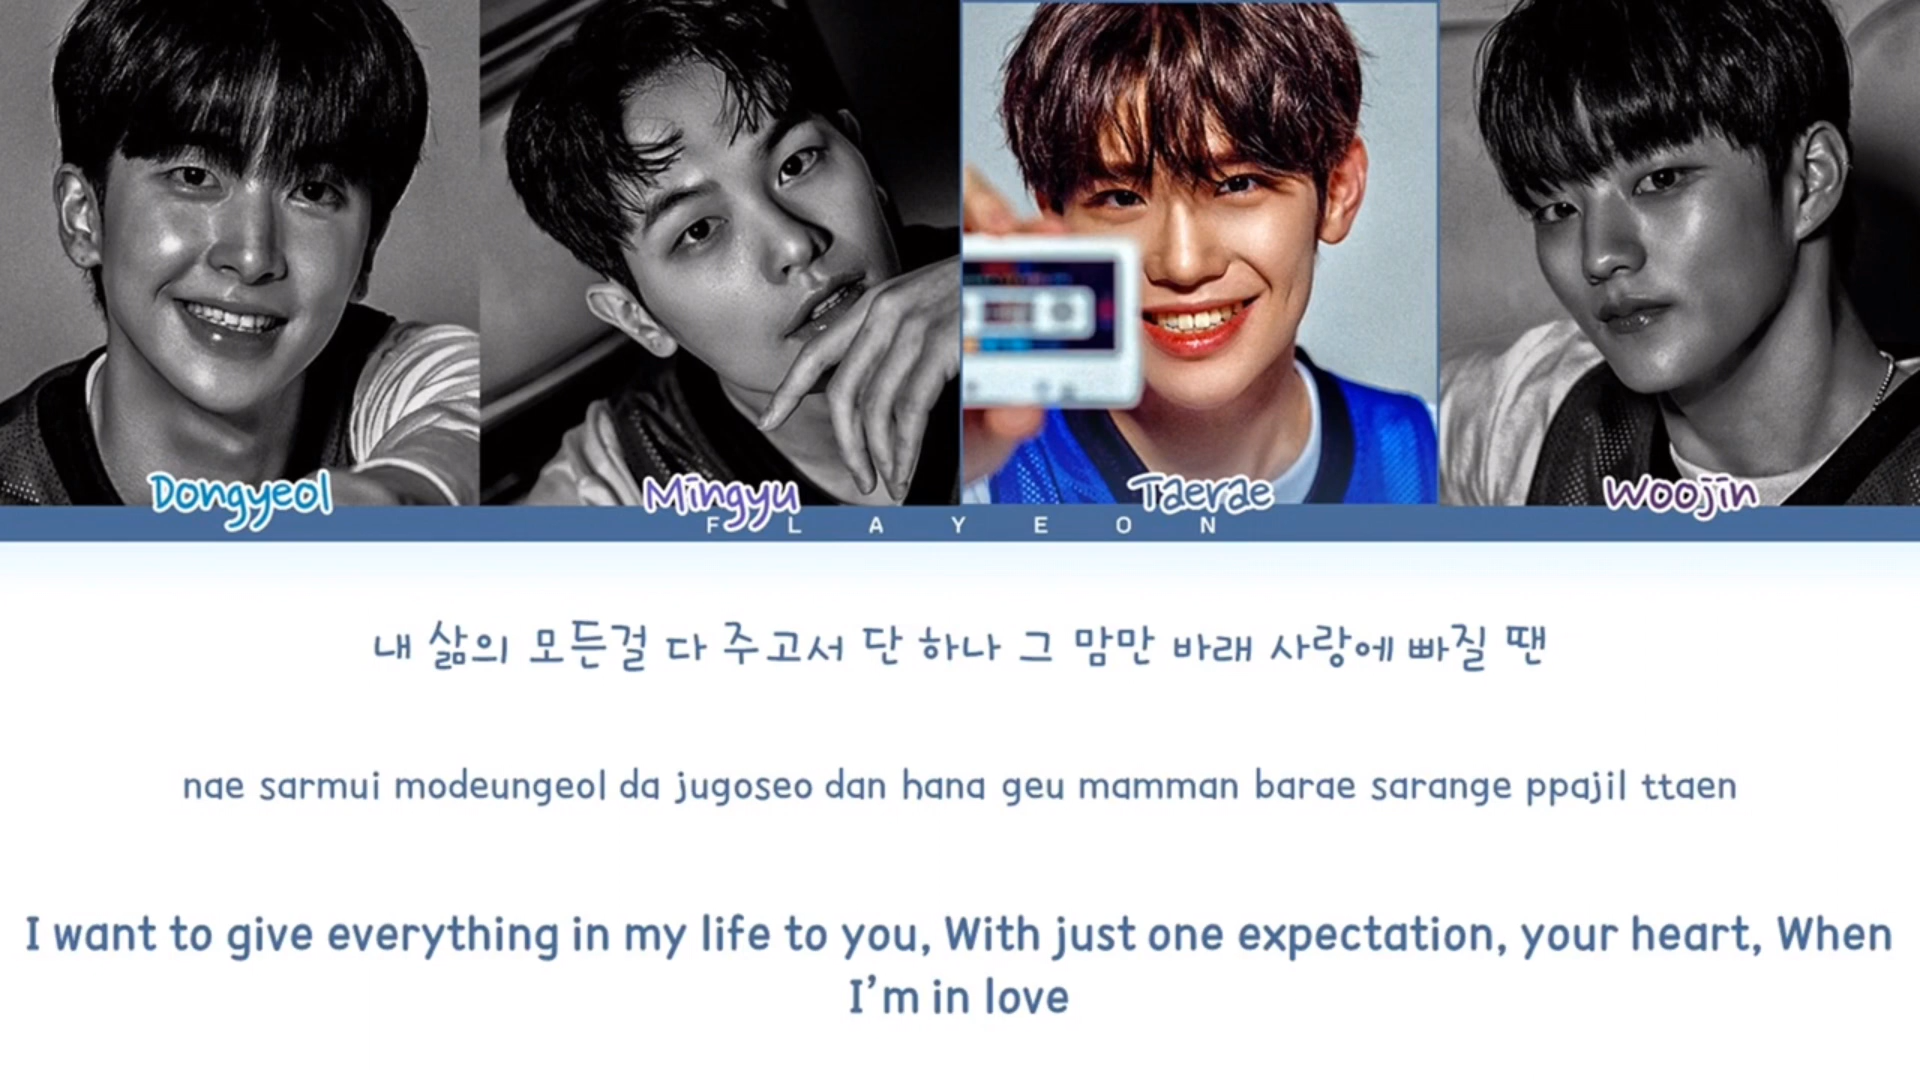 Dongyeol
Mingyu
Taerae
Woojin
FLAYEON
내 삶의 모든걸 다 주고서 단 하나 그 맘만 바래 사랑에 빠질 땐
nae sarmui modeungeol da jugoseo dan hana geu mamman barae sarange ppajil ttaen
I want to give everything in my life to you, With just one expectation, your heart, When
I'm in love